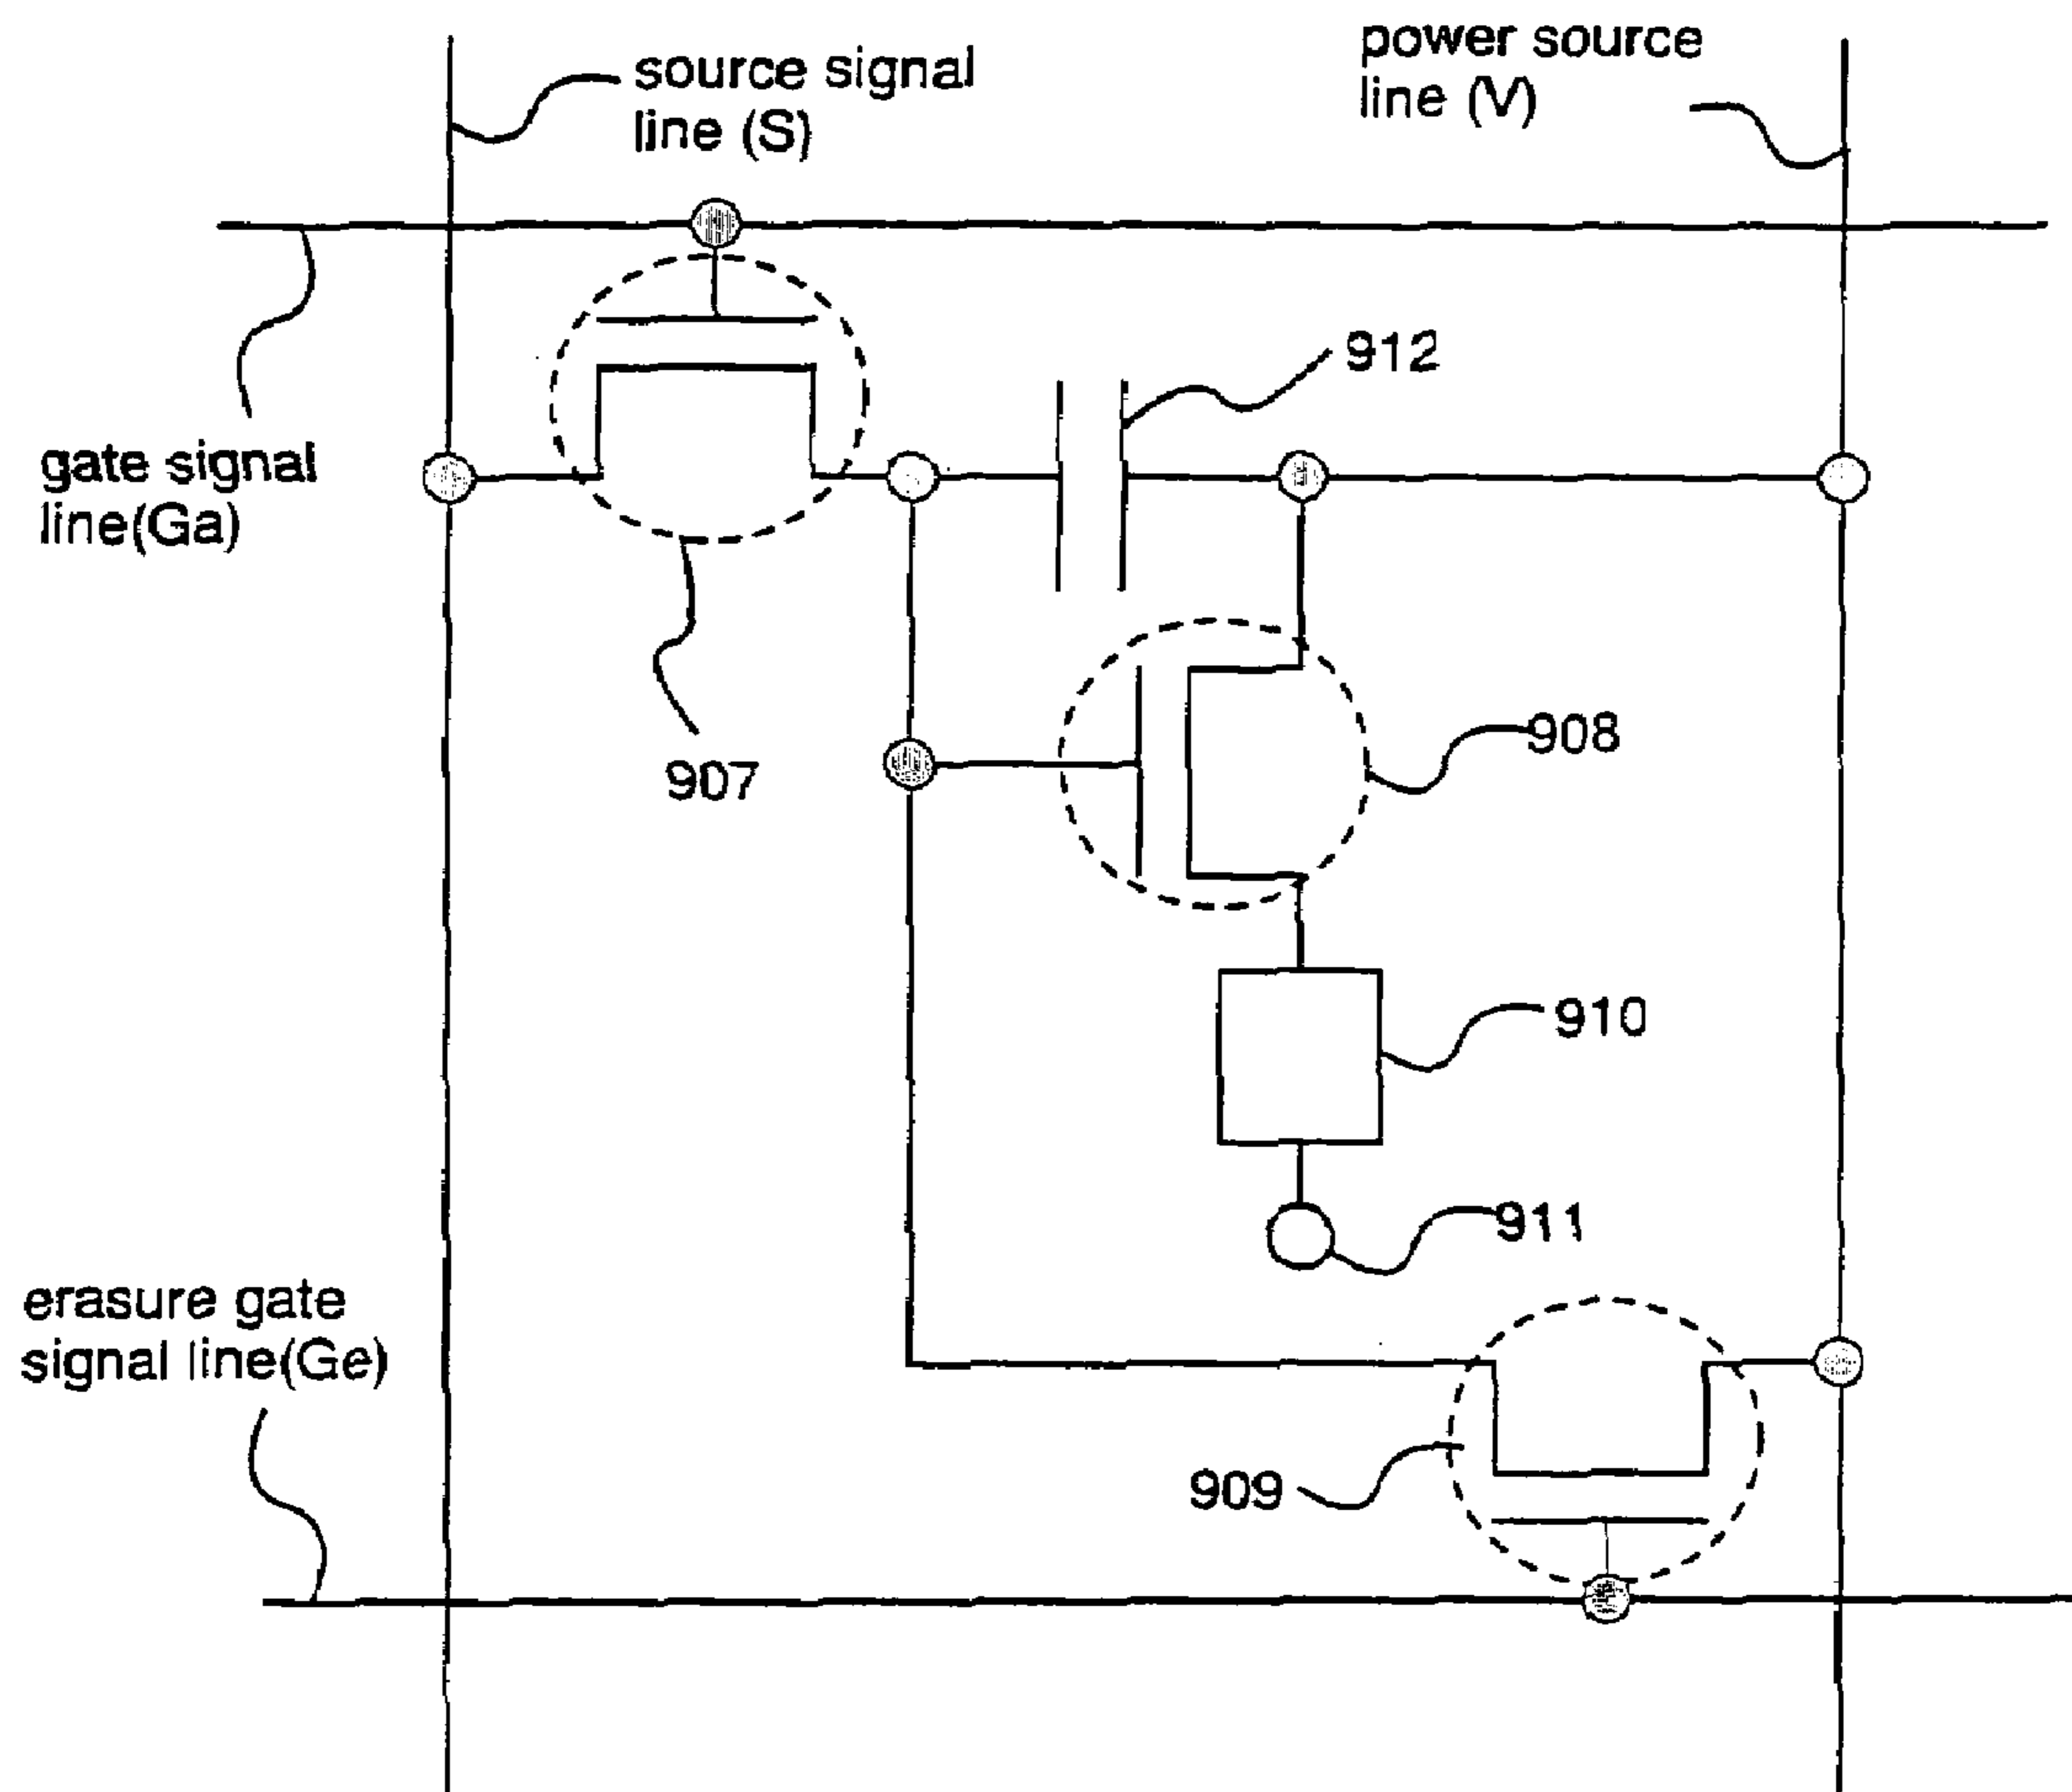 source signal
line (S)
power source
line (V)
gate signal
line(Ga)
912
907
908
910
911
erasure gate
signal line(Ge)
909